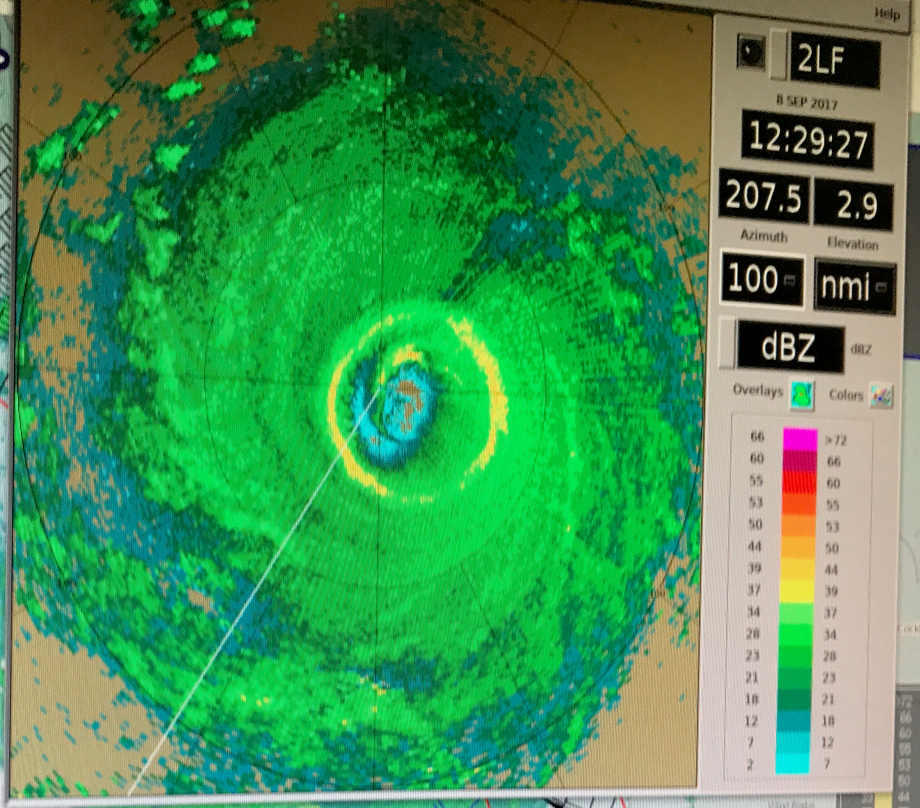 Help
2LF
8 SEP 2017
12:29:27
207.5 2.9
Azimuth Elevation
100 nmi
dBZ dBZ
Overlays Colors
66 >72
60 66
55 60
53 55
50 53
44 50
39 44
37 39
34 37
28 34
23 28
21 23
18 21
12 18
7 12
2 7